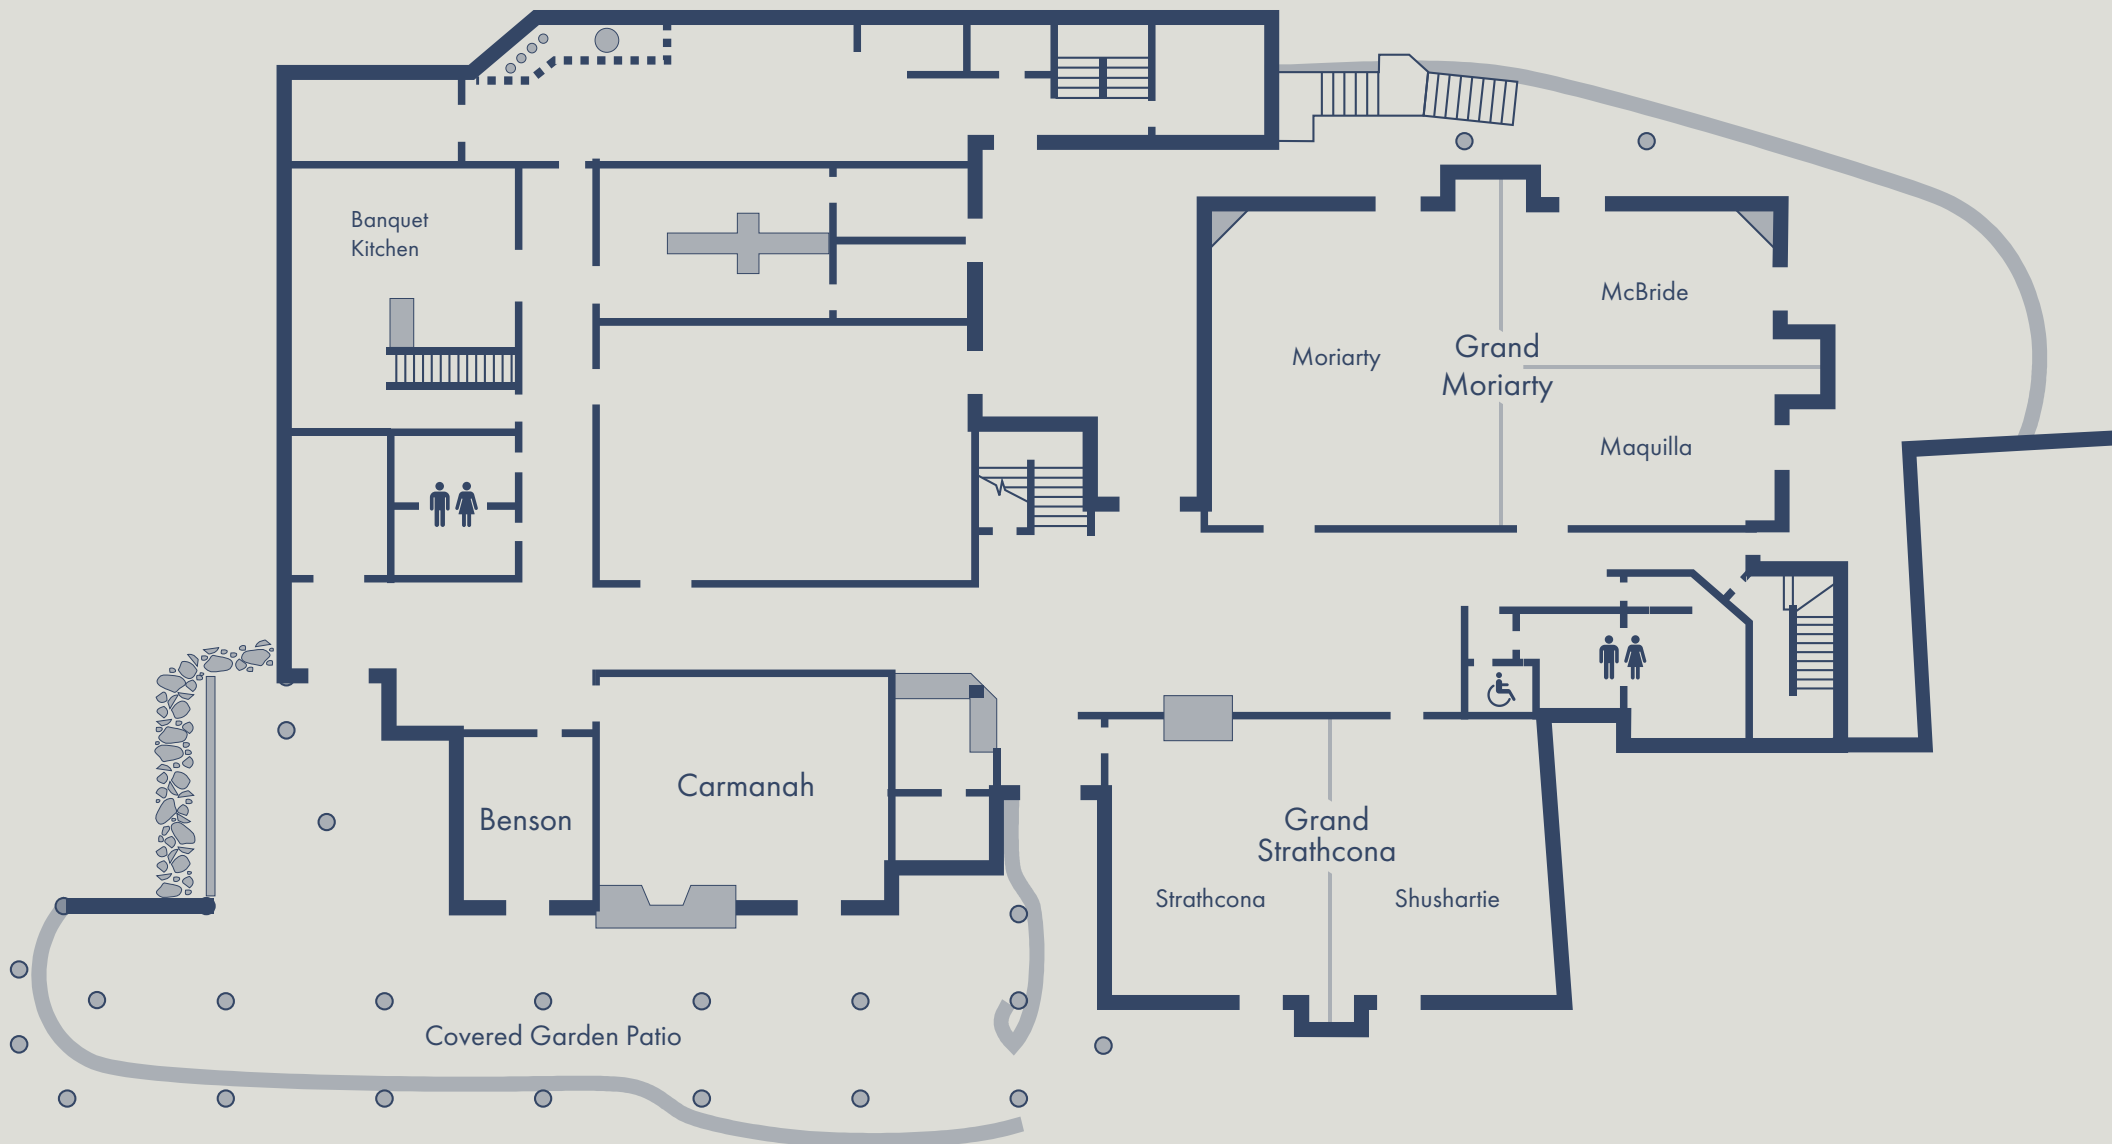 Banquet
Kitchen
McBride
Moriarty
Grand
Moriarty
Maquilla
Carmanah
Benson
Grand
Strathcona
Strathcona
Shushartie
Covered Garden Patio